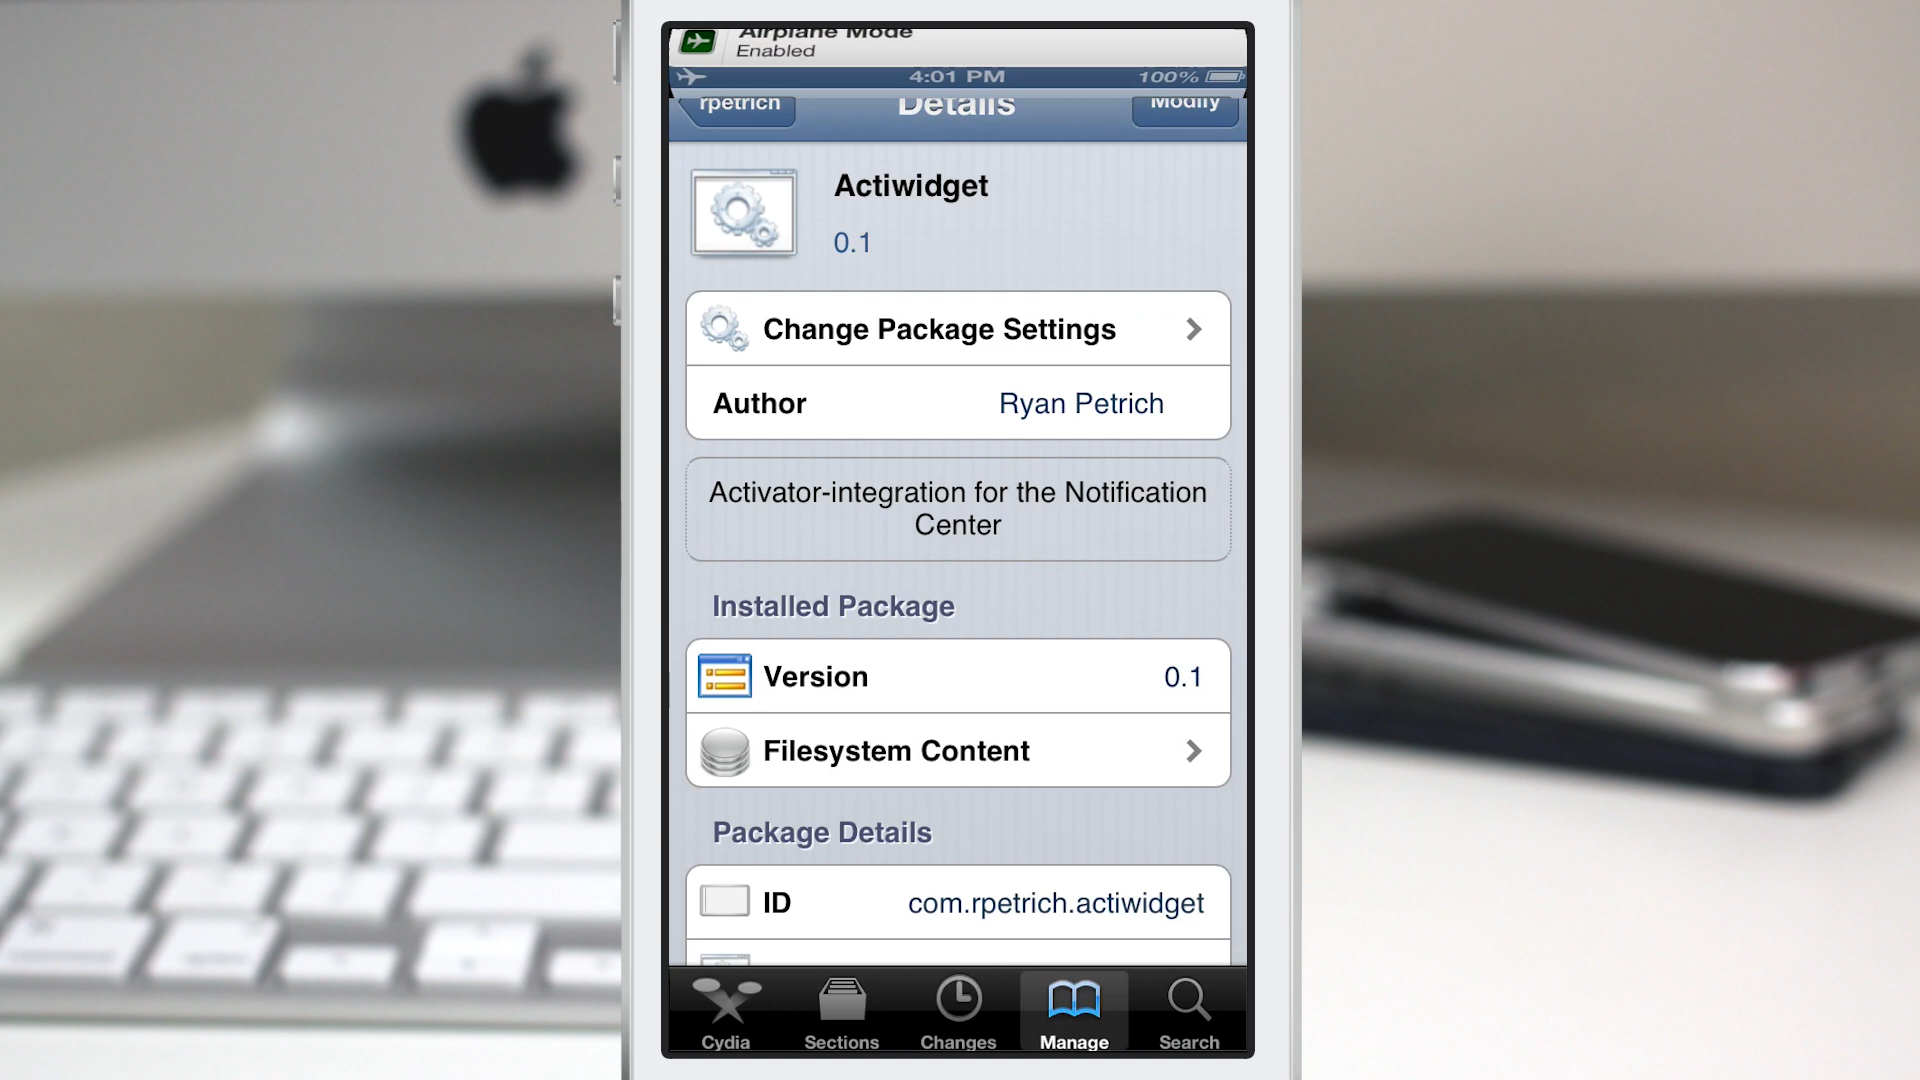 Airplane Mode
Enabled
4:01 PM
100%
rpetrich
Details
Modify
Actiwidget
0.1
Change Package Settings
Author
Ryan Petrich
Activator-integration for the Notification
Center
Installed Package
Version
0.1
Filesystem Content
Package Details
ID
com.rpetrich.actiwidget
Cydia
Sections
Changes
Manage
Search